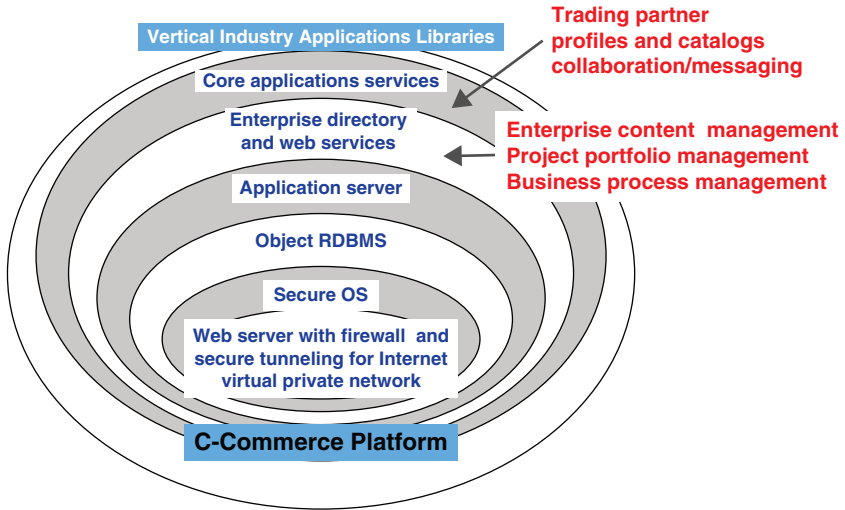 Vertical Industry Applications Libraries
Trading partner
profiles and catalogs
collaboration/messaging
Core applications services
Enterprise directory
and web services
Enterprise content management
Project portfolio management
Business process management
Application server
Object RDBMS
Secure OS
Web server with firewall and
secure tunneling for Internet
virtual private network
C-Commerce Platform